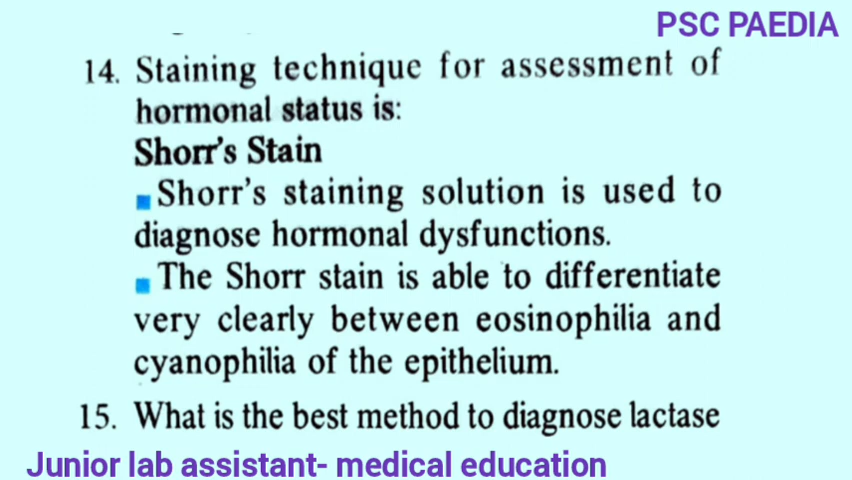 PSC PAEDIA
14. Staining technique for assessment of
hormonal status is:
Shorr's Stain
Shorr's staining solution is used to
diagnose hormonal dysfunctions.
The Shorr stain is able to differentiate
very clearly between eosinophilia and
cyanophilia of the epithelium.
15. What is the best method to diagnose lactase
Junior lab assistant- medical education